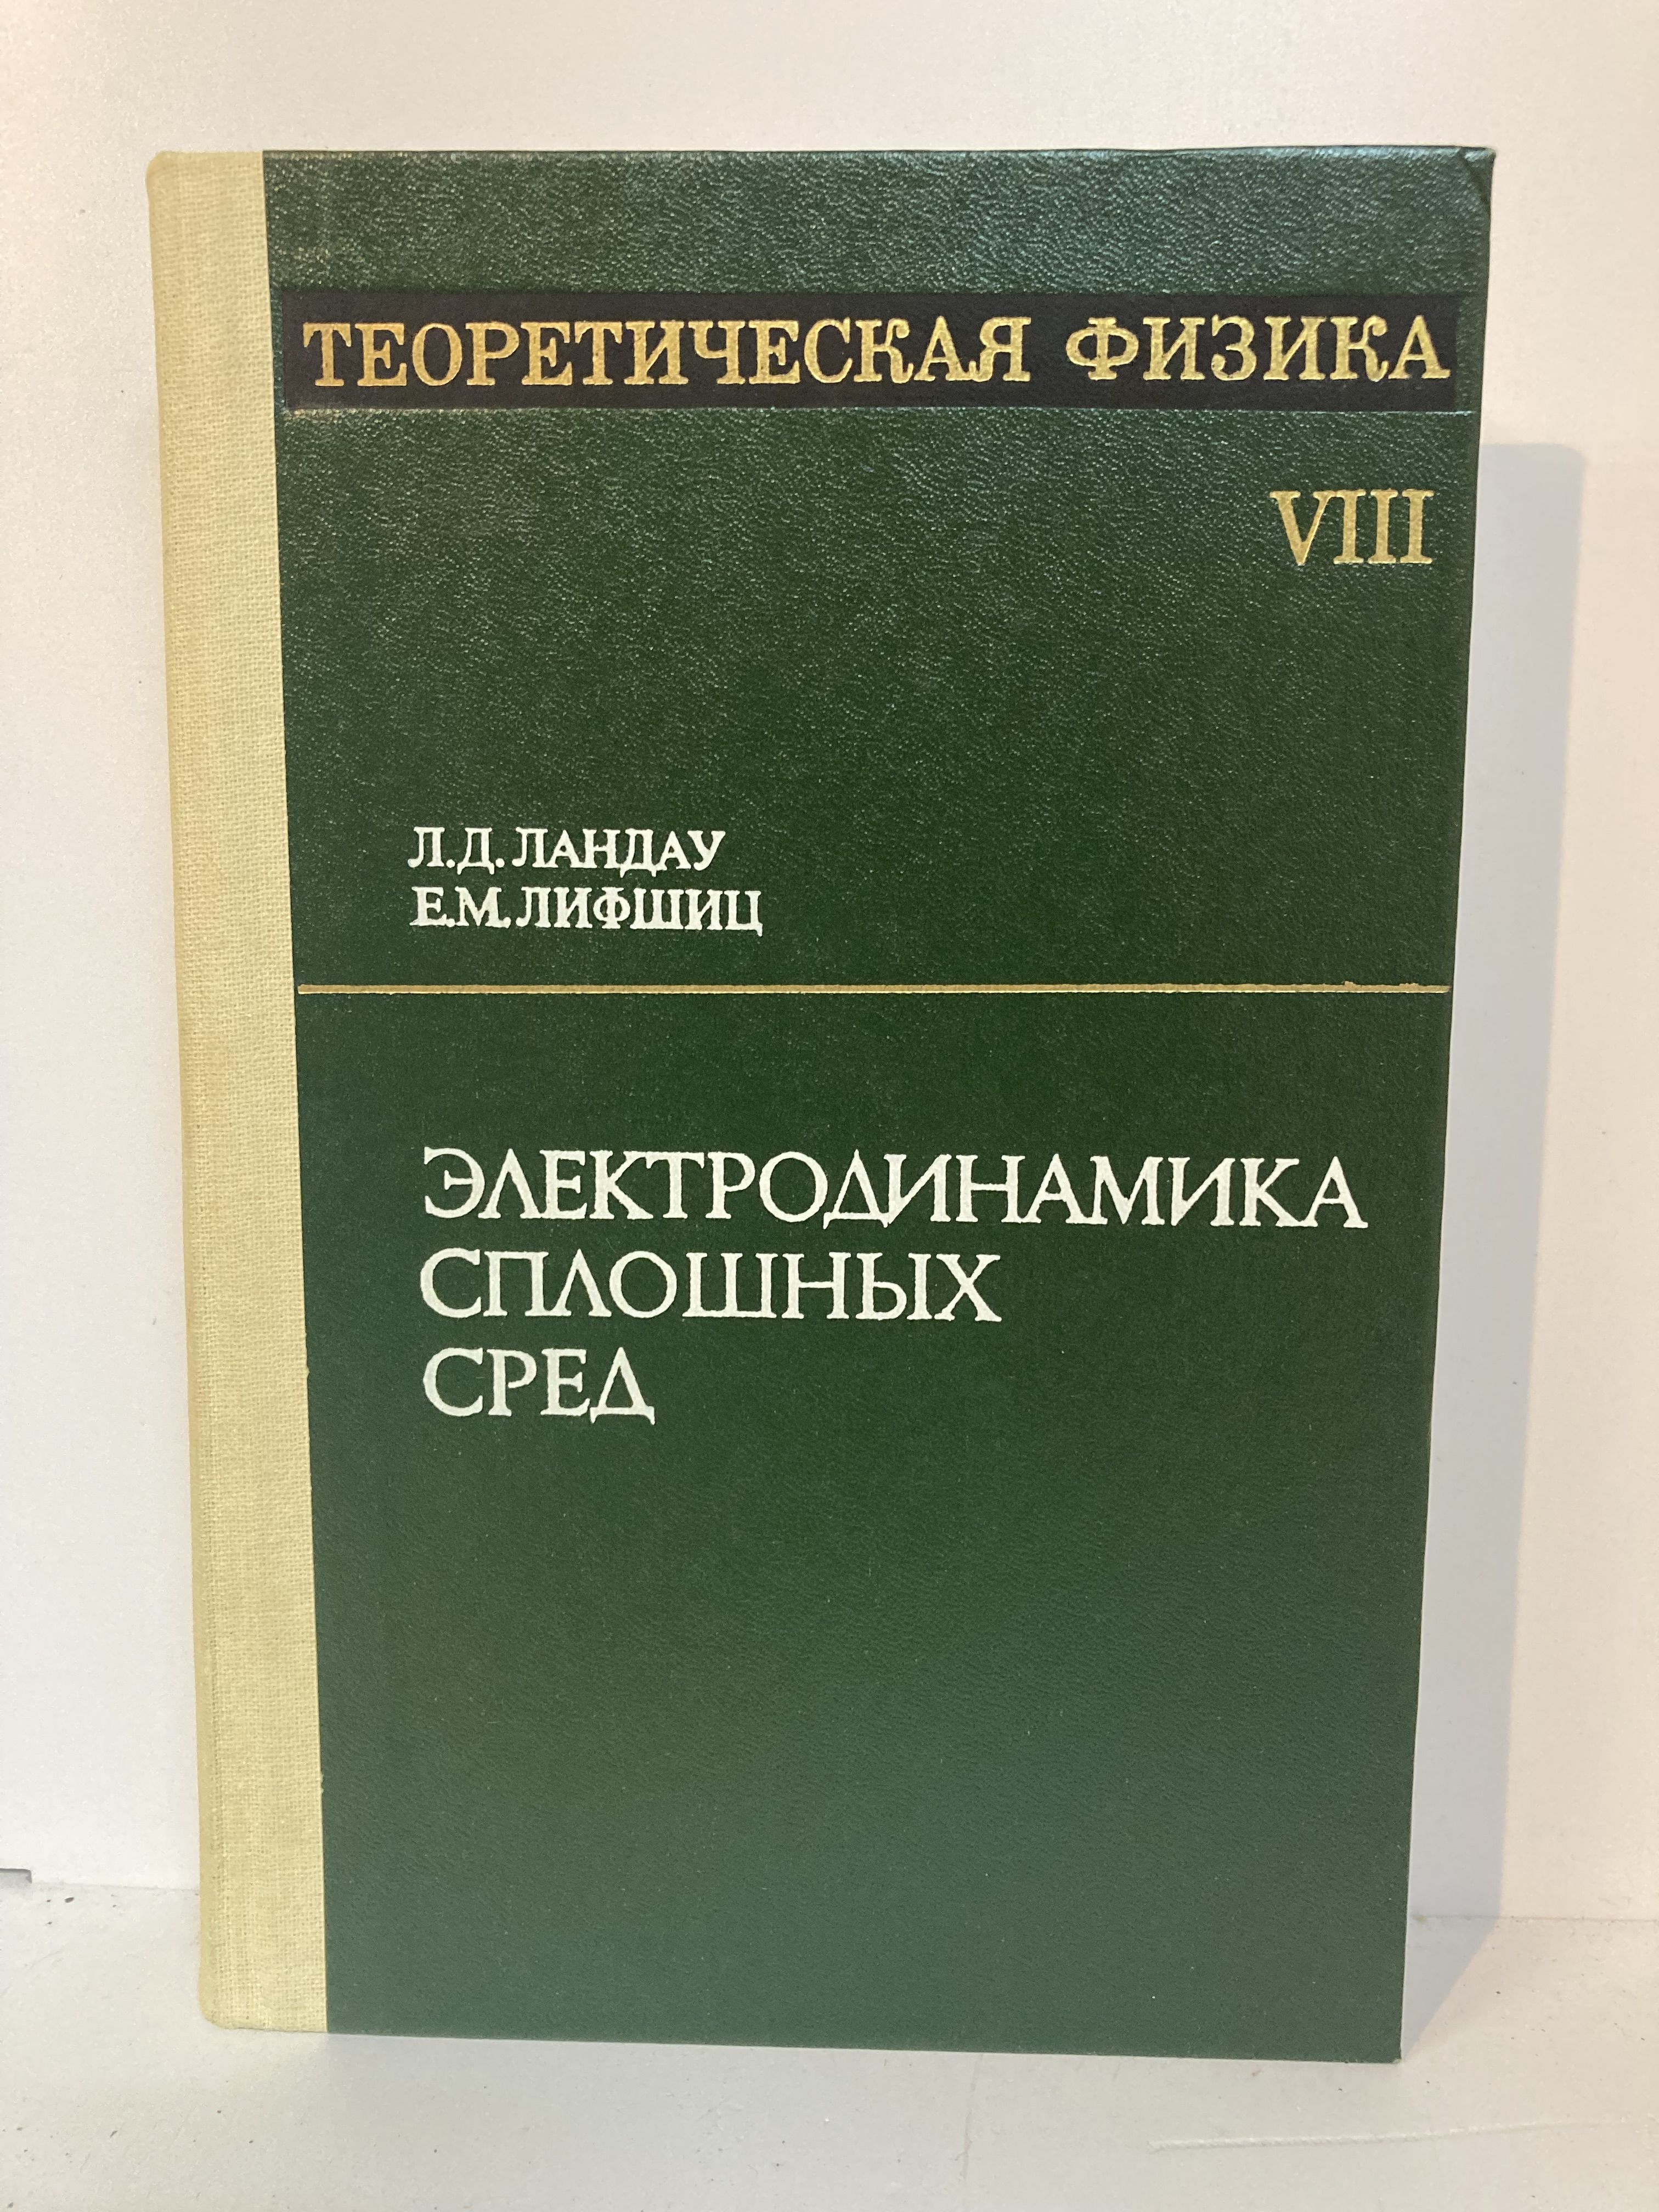 ТЕОРЕТИЧЕСКАЯ ФИЗИКА
VIII
Л.Д. ЛАНДАУ
Е.М. ЛИФШИЦ
ЭЛЕКТРОДИНАМИКА
СПЛОШНЫХ
СРЕД